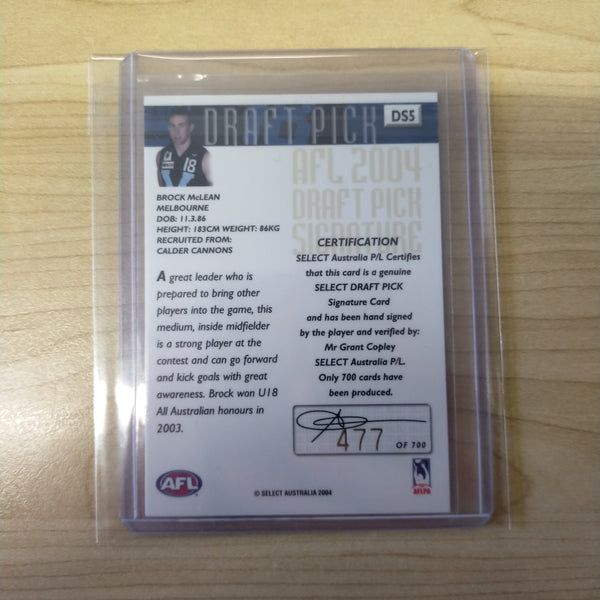 DRAFT PICK
DS5
18
AFL 2004
DRAFT PICK
SIGNATURE
BROCK McLEAN
MELBOURNE
DOB: 11.3.86
HEIGHT: 183CM WEIGHT: 86KG
RECRUITED FROM:
CALDER CANNONS
A great leader who is
prepared to bring other
players into the game, this
medium, inside midfielder
is a strong player at the
contest and can go forward
and kick goals with great
awareness. Brock won U18
All Australian honours in
2003.
CERTIFICATION
SELECT Australia P/L Certifies
that this card is a genuine
SELECT DRAFT PICK
Signature Card
and has been hand signed
by the player and verified by:
Mr Grant Copley
SELECT Australia P/L.
Only 700 cards have
been produced.
477 OF 700
AFL
© SELECT AUSTRALIA 2004
AFLPA